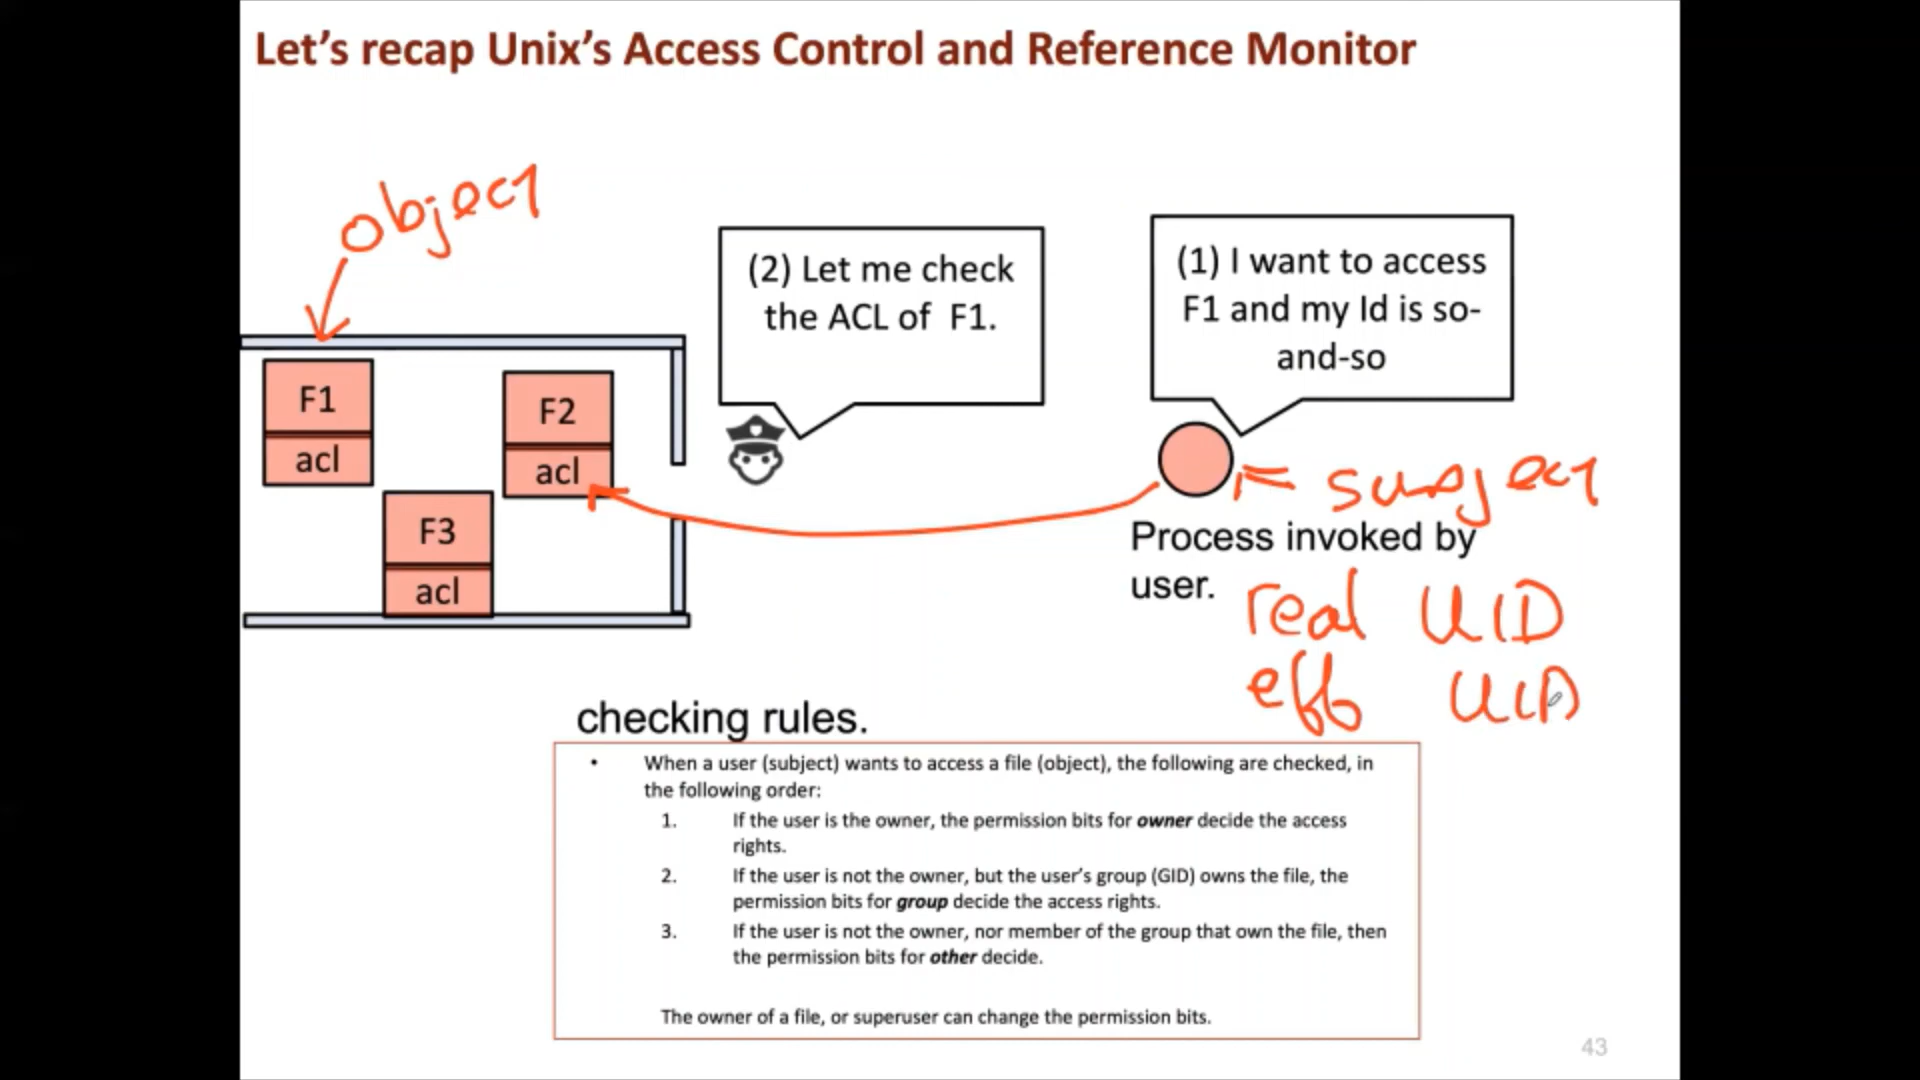 Let's recap Unix's Access Control and Reference Monitor
object
(2) Let me check
the ACL of F1.
(1) I want to access
F1 and my Id is so-
and-so
F1
acl
F2
acl
F3
acl
subject
Process invoked by
user.
real UID
eff UID
checking rules.
• When a user (subject) wants to access a file (object), the following are checked, in
the following order:
1. If the user is the owner, the permission bits for owner decide the access
rights.
2. If the user is not the owner, but the user's group (GID) owns the file, the
permission bits for group decide the access rights.
3. If the user is not the owner, nor member of the group that own the file, then
the permission bits for other decide.
The owner of a file, or superuser can change the permission bits.
43